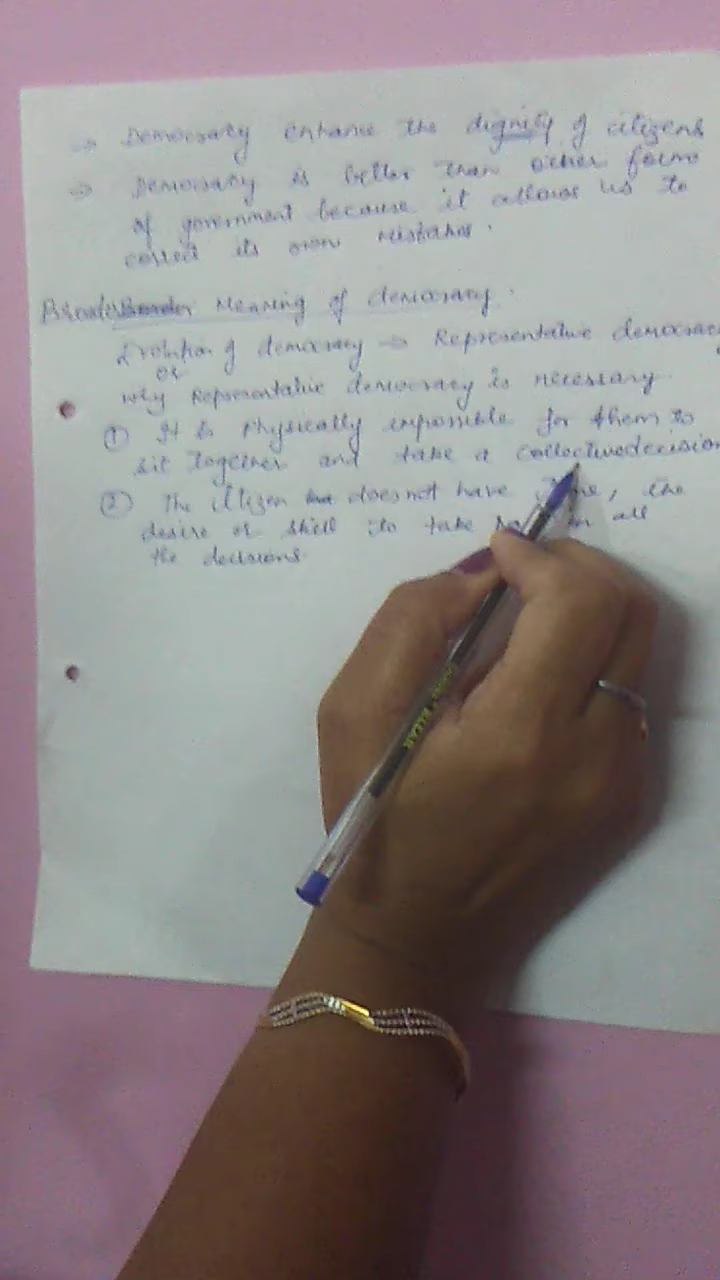 → Democracy enhance the dignity of citizens
→ Democracy is better than other form
of government because it allows us to
correct its own mistakes.
Broader Meaning of democracy.
Evolution of democracy → Representative democracy
or
why Representative democracy is necessary
① It is physically impossible for them to
sit together and take a collective decision
② The citizen does not have time, the
desire or skill to take in all
the decisions